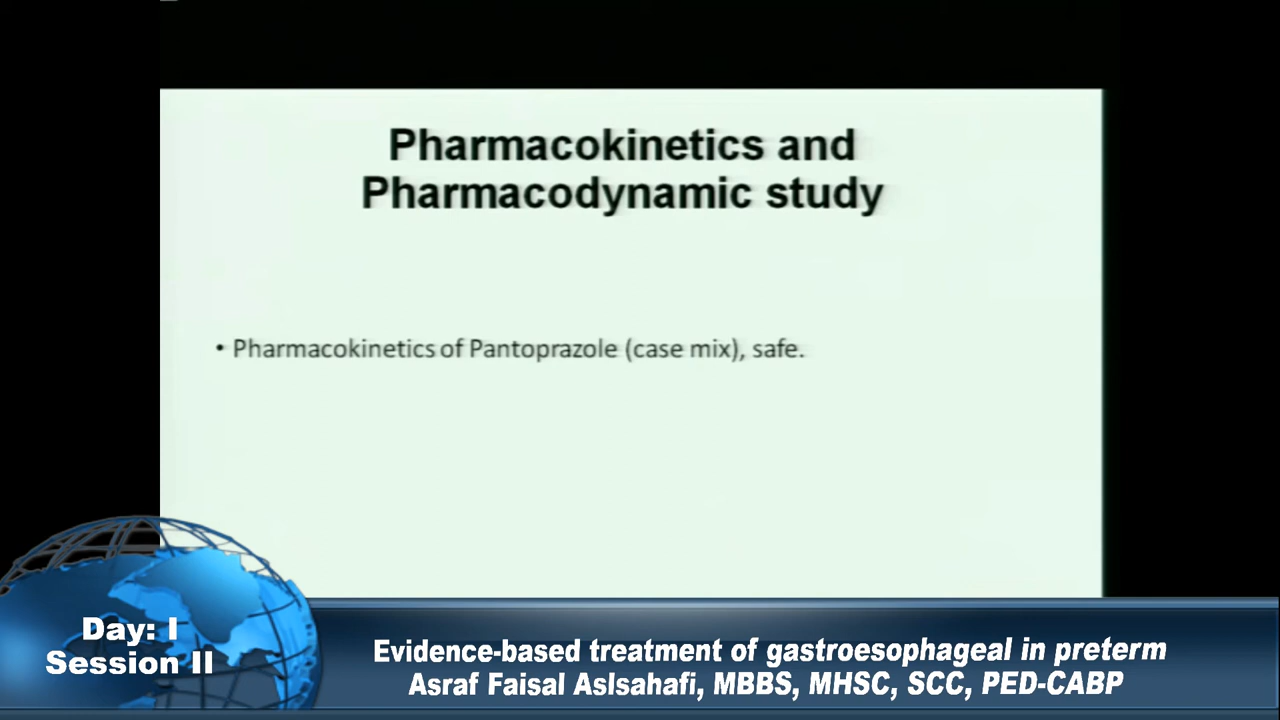 Pharmacokinetics and
Pharmacodynamic study
• Pharmacokinetics of Pantoprazole (case mix), safe.
Day: I
Session II
Evidence-based treatment of gastroesophageal in preterm
Asraf Faisal Aslsahafi, MBBS, MHSC, SCC, PED-CABP